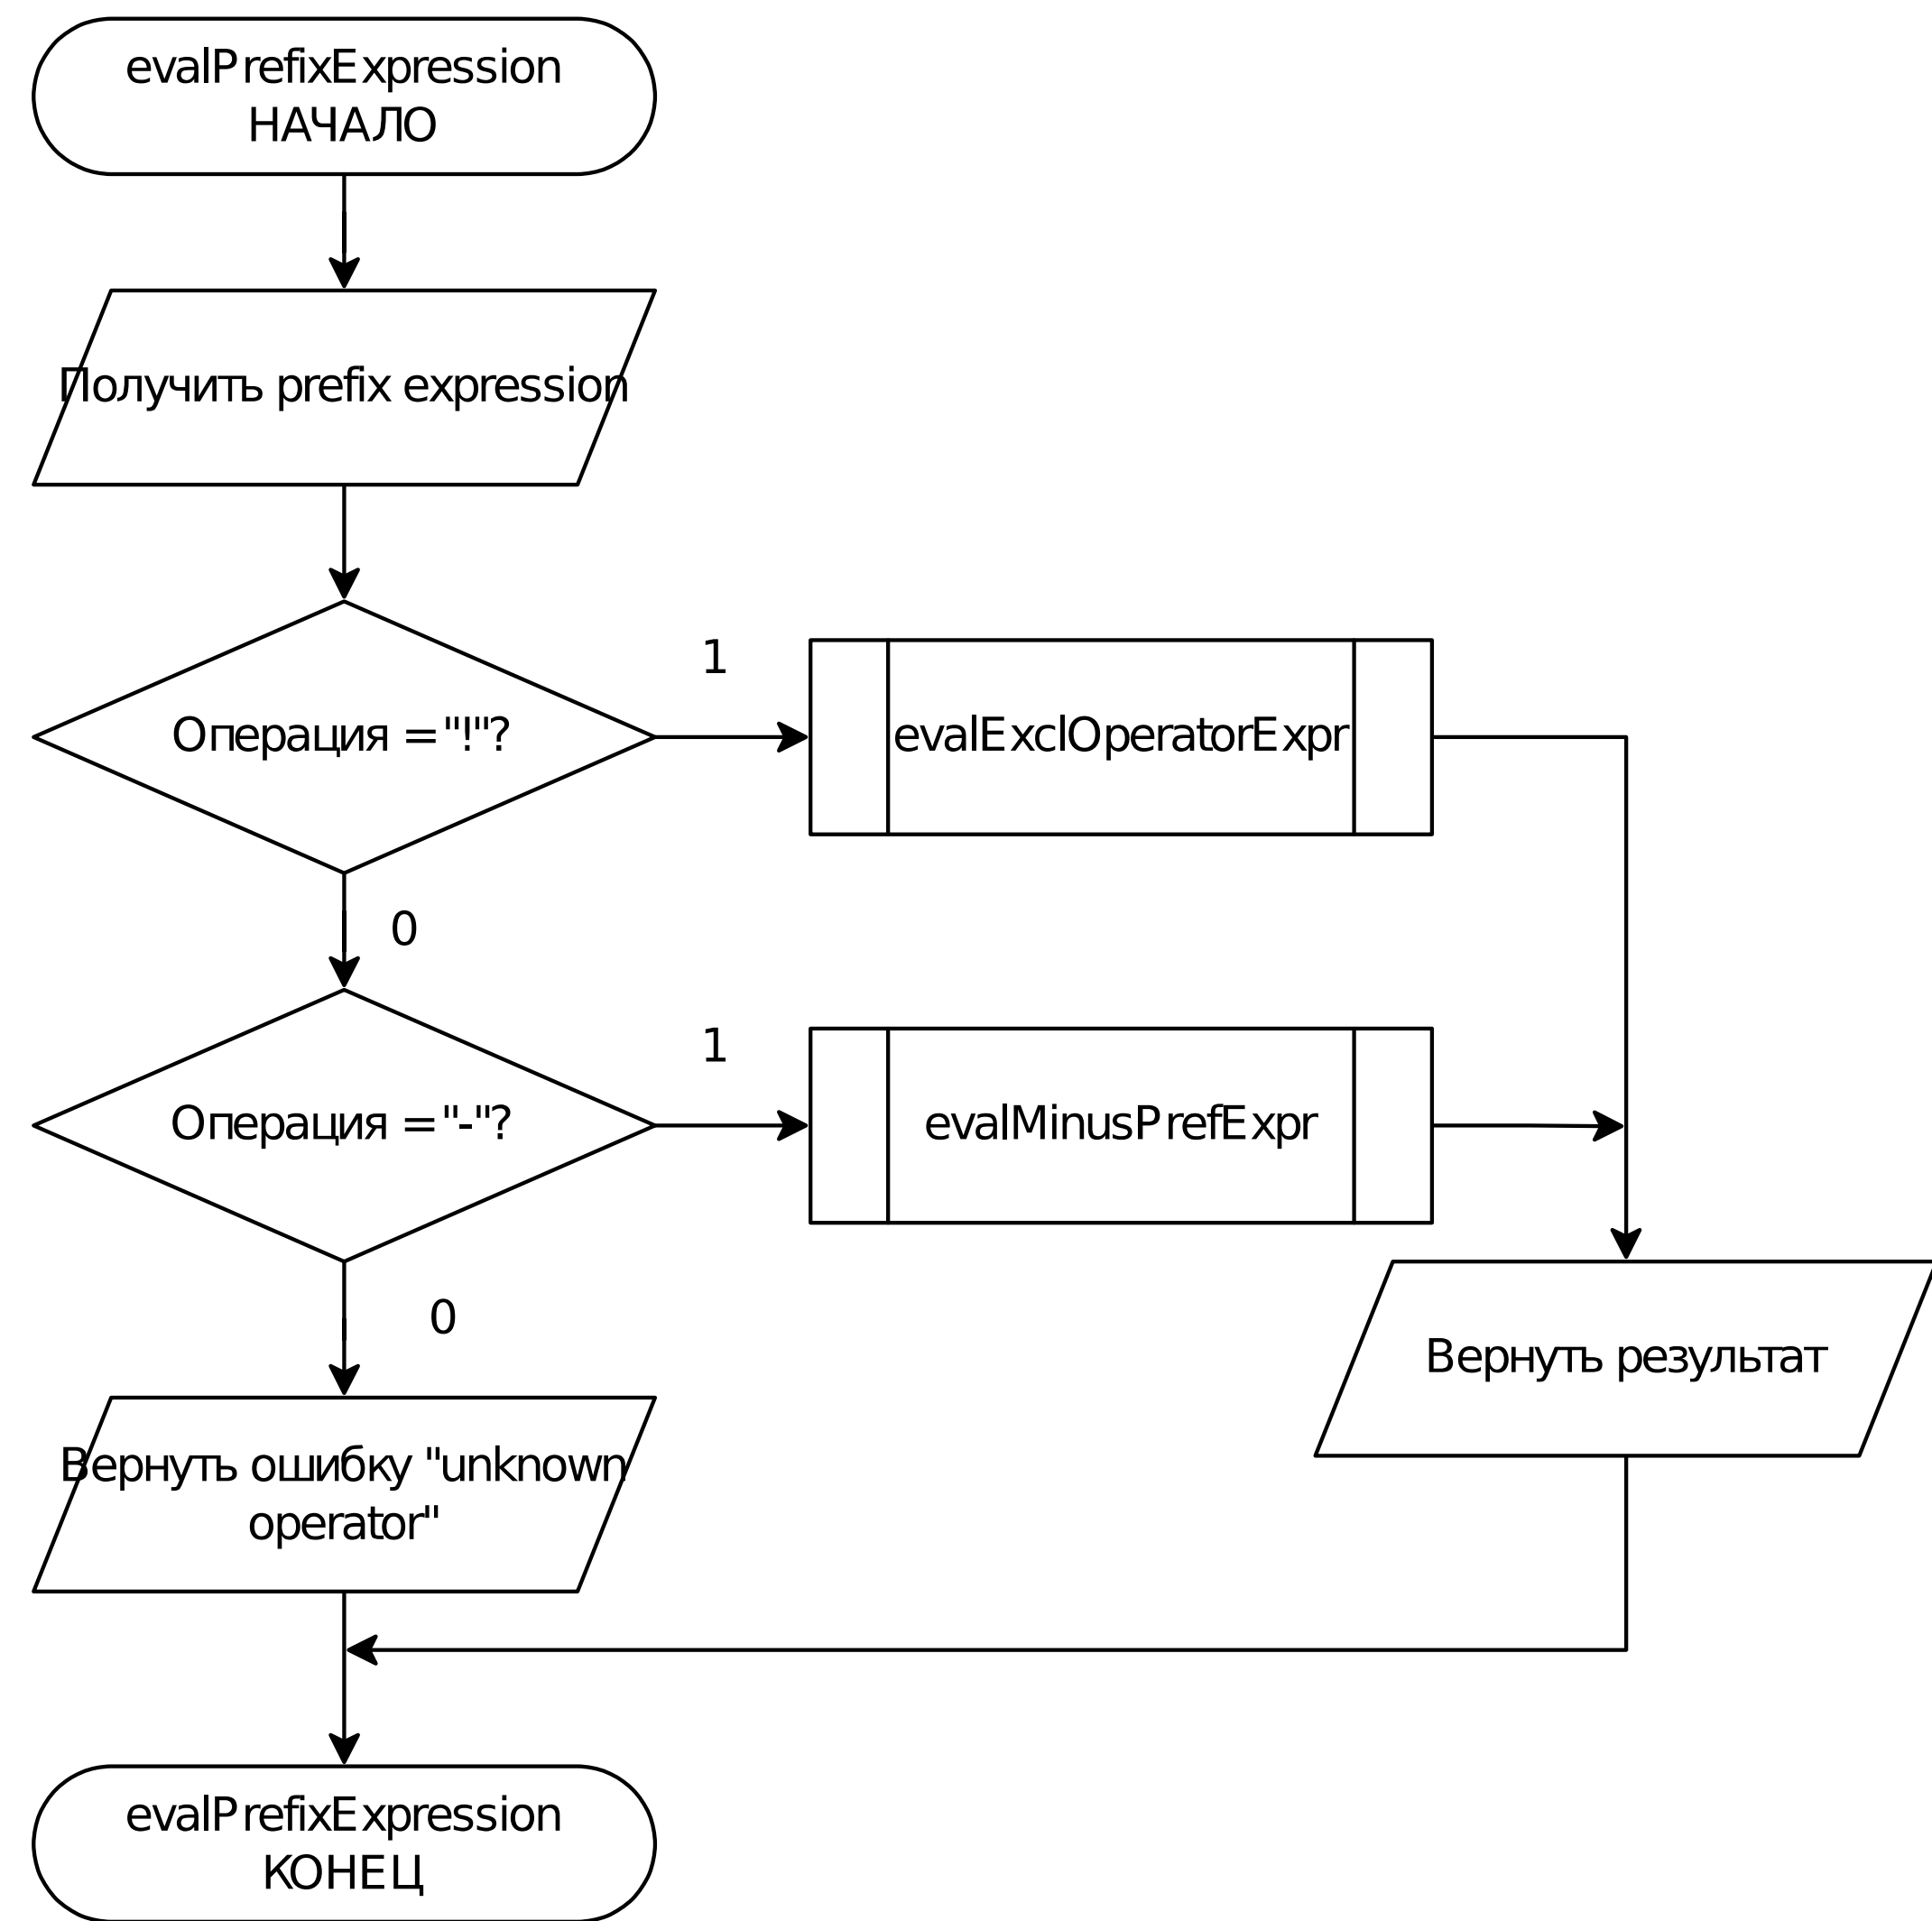 evalPrefixExpression
НАЧАЛО
Получить prefix expression
1
Операция ="!"?
evalExclOperatorExpr
0
1
Операция ="-"?
evalMinusPrefExpr
0
Вернуть результат
Вернуть ошибку "unknown
operator"
evalPrefixExpression
КОНЕЦ